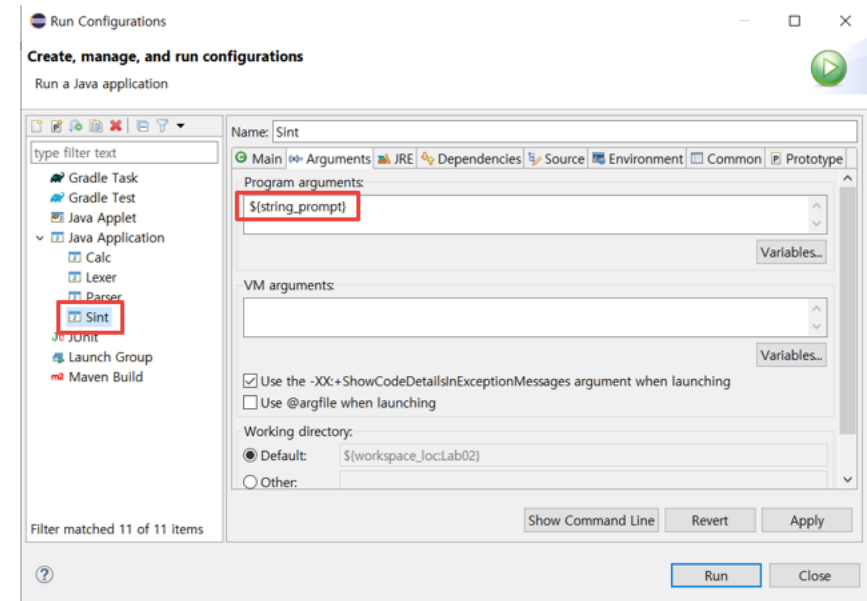 Run Configurations
Create, manage, and run configurations
Run a Java application
type filter text
Gradle Task
Gradle Test
Java Applet
Java Application
Calc
Lexer
Parser
Sint
JUnit
Launch Group
Maven Build
Filter matched 11 of 11 items
Name: Sint
Main Arguments JRE Dependencies Source Environment Common Prototype
Program arguments:
${string_prompt}
Variables...
VM arguments:
Variables...
Use the -XX:+ShowCodeDetailsInExceptionMessages argument when launching
Use @argfile when launching
Working directory:
Default: ${workspace_loc:Lab02}
Other:
Show Command Line Revert Apply
Run Close